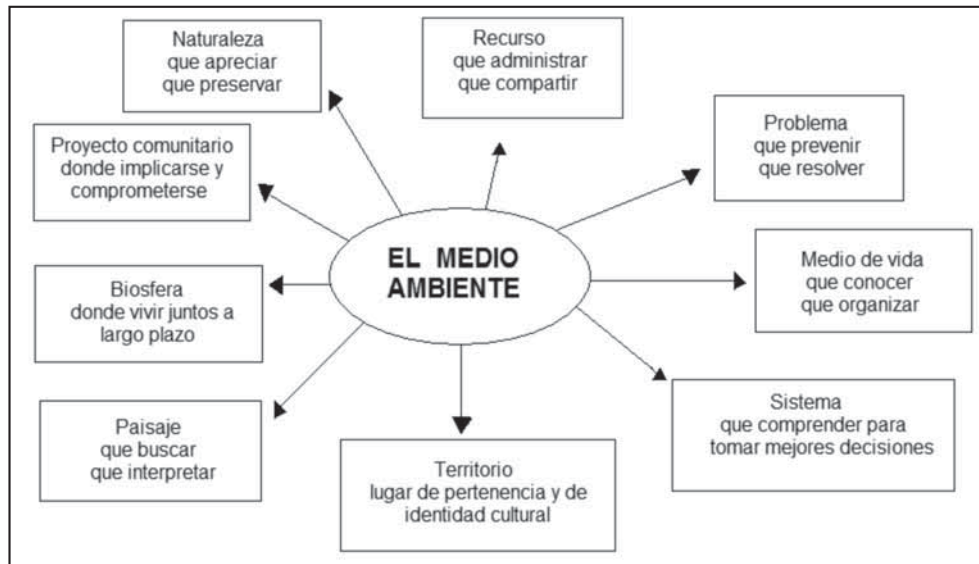 Naturaleza
que apreciar
que preservar
Recurso
que administrar
que compartir
Problema
que prevenir
que resolver
Proyecto comunitario
donde implicarse y
comprometerse
EL MEDIO
AMBIENTE
Medio de vida
que conocer
que organizar
Biosfera
donde vivir juntos a
largo plazo
Sistema
que comprender para
tomar mejores decisiones
Paisaje
que buscar
que interpretar
Territorio
lugar de pertenencia y de
identidad cultural